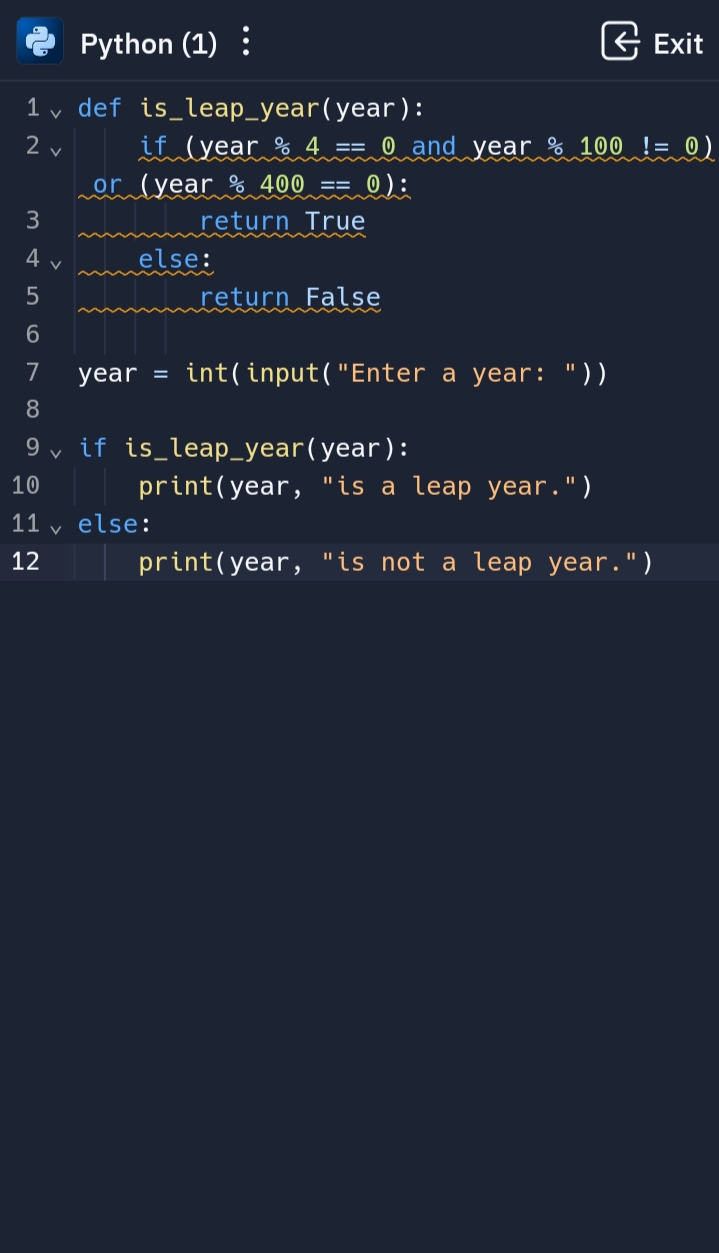 Python (1) ⋮ Exit
1 def is_leap_year(year):
2     if (year % 4 == 0 and year % 100 != 0)
 or (year % 400 == 0):
3         return True
4     else:
5         return False
6
7 year = int(input("Enter a year: "))
8
9 if is_leap_year(year):
10     print(year, "is a leap year.")
11 else:
12     print(year, "is not a leap year.")